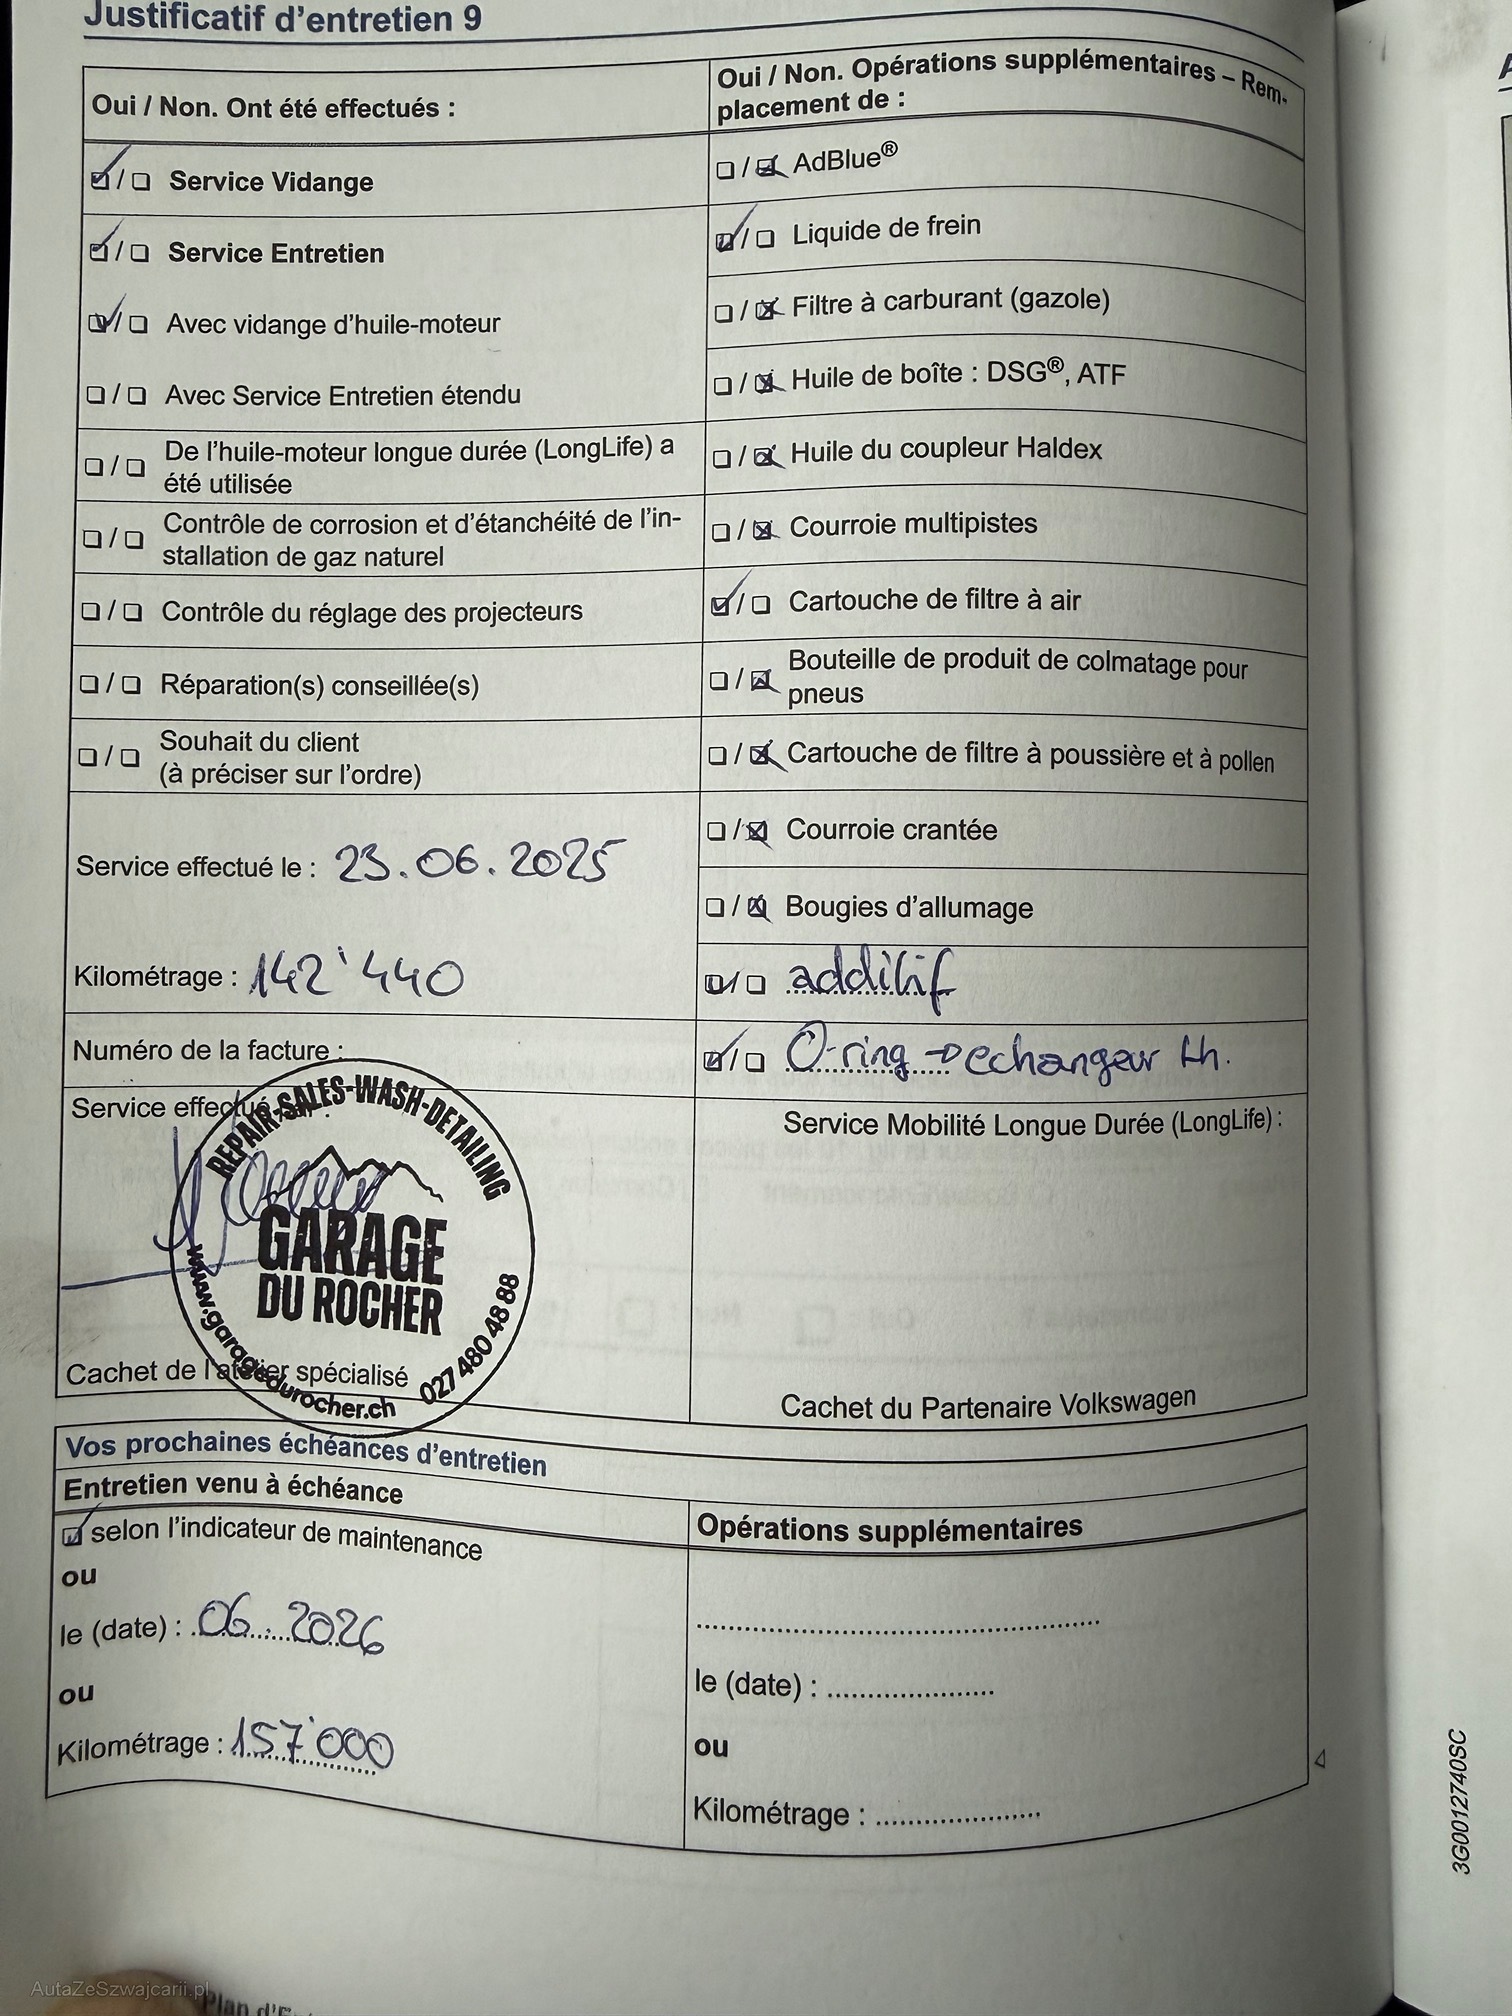 Justificatif d'entretien 9
Oui / Non. Ont été effectués :
☑ / ☐ Service Vidange
☑ / ☐ Service Entretien
☑ / ☐ Avec vidange d'huile-moteur
☐ / ☐ Avec Service Entretien étendu
☐ / ☐ De l'huile-moteur longue durée (LongLife) a
été utilisée
☐ / ☐ Contrôle de corrosion et d'étanchéité de l'in-
stallation de gaz naturel
☐ / ☐ Contrôle du réglage des projecteurs
☐ / ☐ Réparation(s) conseillée(s)
☐ / ☐ Souhait du client
(à préciser sur l'ordre)
Service effectué le : 23.06.2025
Kilométrage : 142'440
Numéro de la facture :
Service effectué par :
REPAIR-SALES-WASH-DETAILING
GARAGE
DU ROCHER
www.garagedurocher.ch
027 480 48 88
Cachet de l'atelier spécialisé
Oui / Non. Opérations supplémentaires – Rem-
placement de :
☐ / ☒ AdBlue®
☑ / ☐ Liquide de frein
☐ / ☒ Filtre à carburant (gazole)
☐ / ☒ Huile de boîte : DSG®, ATF
☐ / ☒ Huile du coupleur Haldex
☐ / ☒ Courroie multipistes
☑ / ☐ Cartouche de filtre à air
☐ / ☒ Bouteille de produit de colmatage pour
pneus
☐ / ☒ Cartouche de filtre à poussière et à pollen
☐ / ☒ Courroie crantée
☐ / ☒ Bougies d'allumage
☑ / ☐ additif
☑ / ☐ O-ring → echangeur th.
Service Mobilité Longue Durée (LongLife) :
Cachet du Partenaire Volkswagen
Vos prochaines échéances d'entretien
Entretien venu à échéance
☑ selon l'indicateur de maintenance
ou
le (date) : 06.2026
ou
Kilométrage : 157'000
Opérations supplémentaires
le (date) :
ou
Kilométrage :
3G0012740SC
AutaZeSzwajcarii.pl